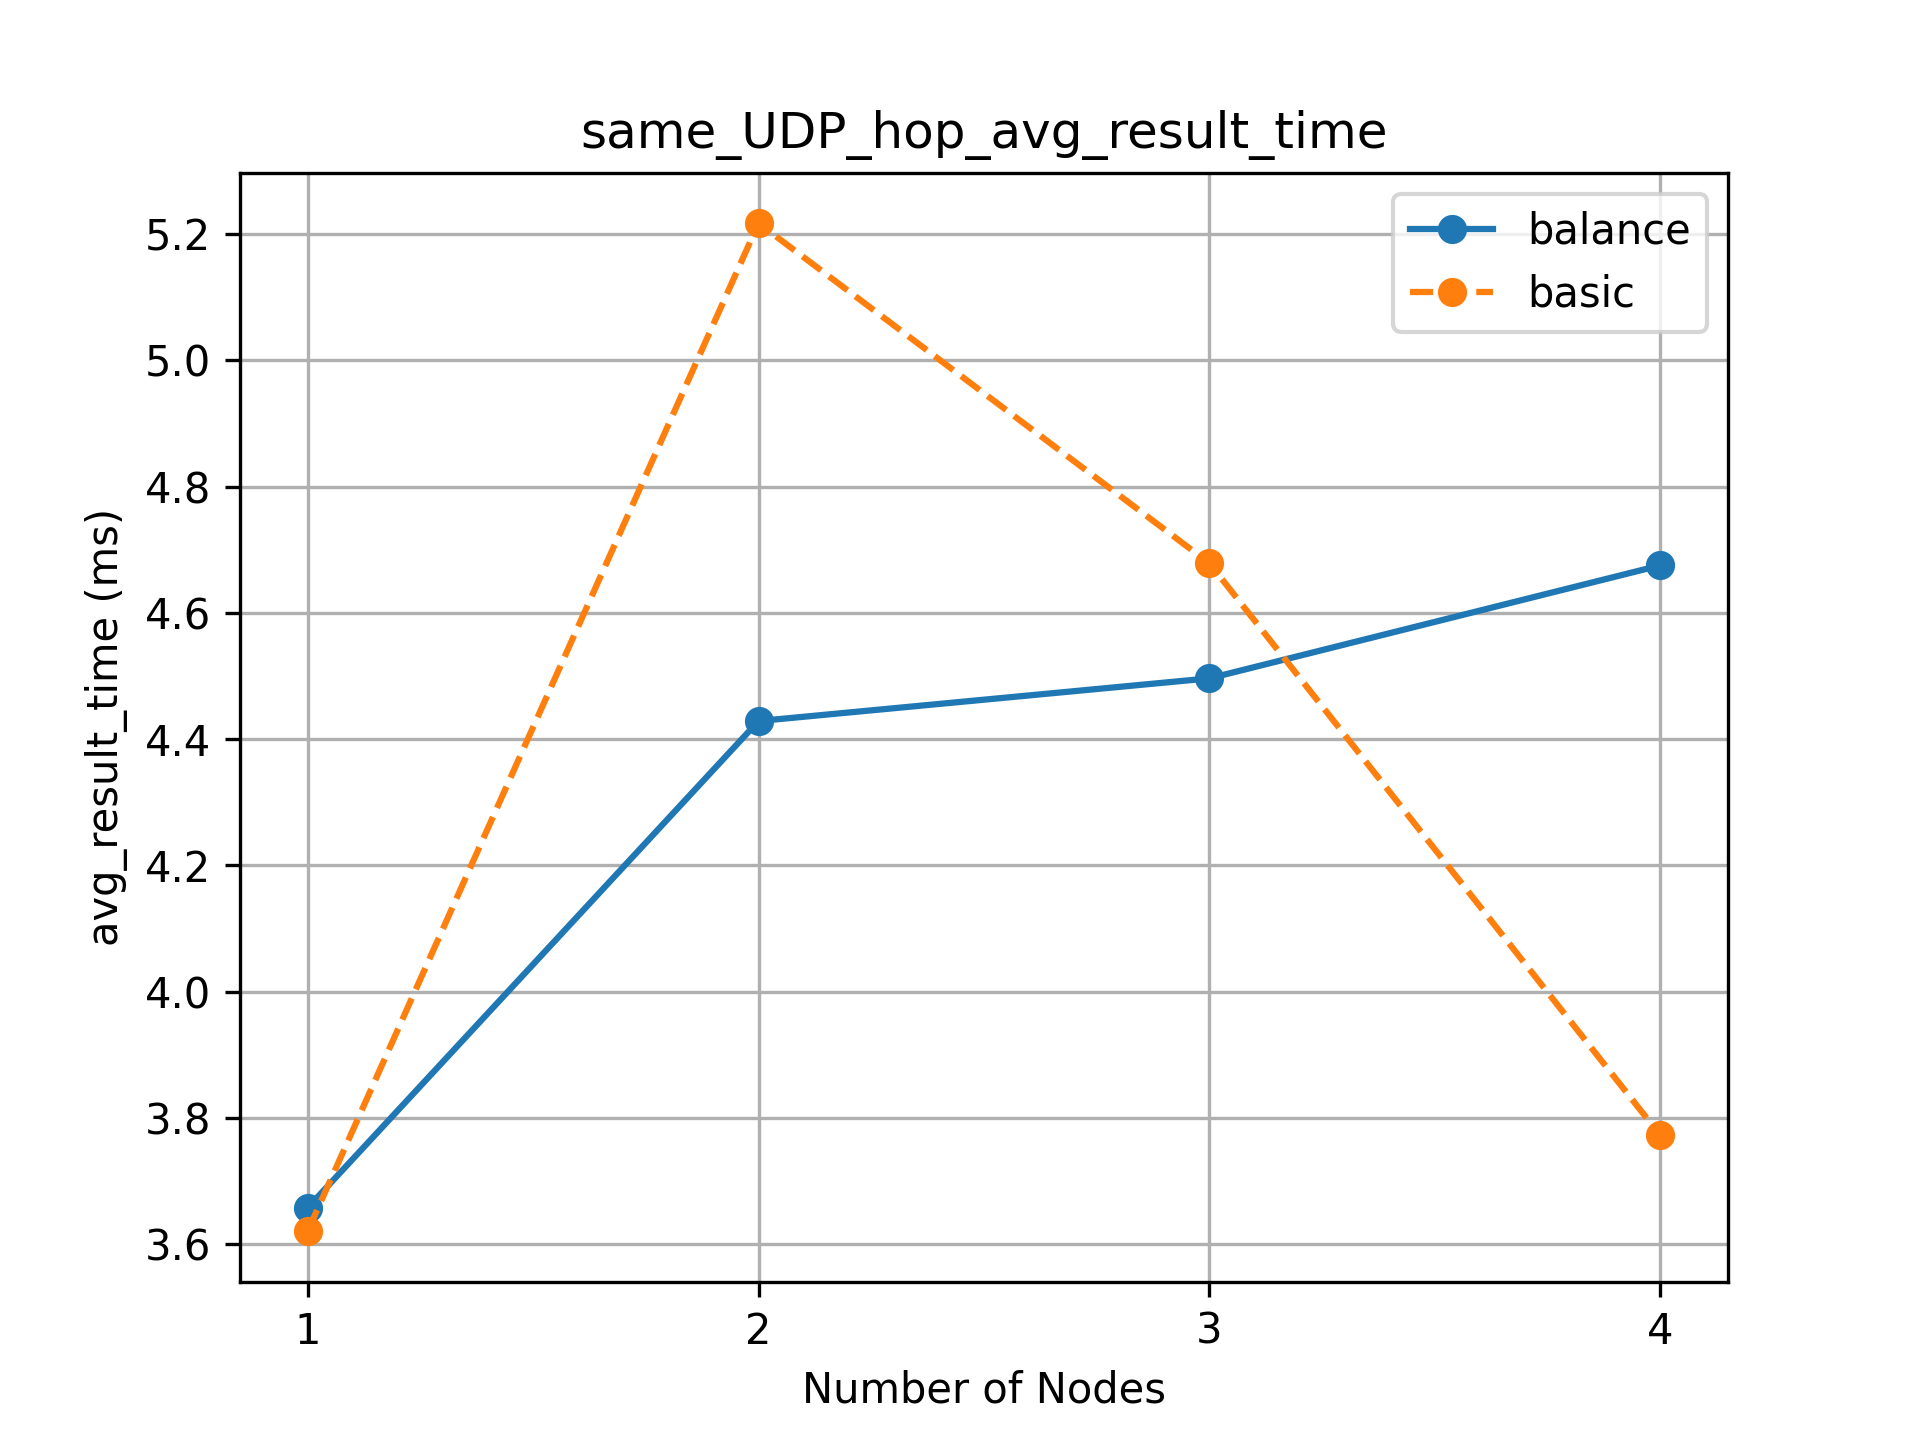 same_UDP_hop_avg_result_time
balance
basic
5.2
5.0
4.8
4.6
4.4
4.2
4.0
3.8
3.6
avg_result_time (ms)
1 2 3 4
Number of Nodes